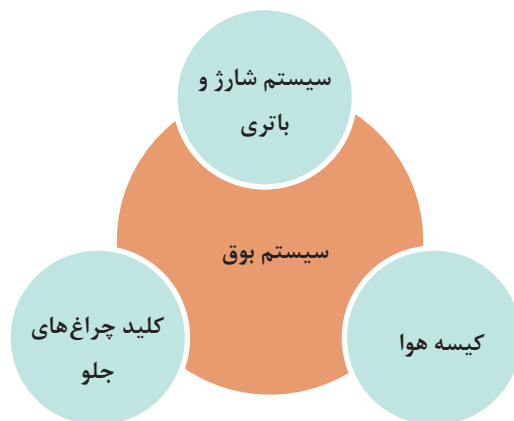 سیستم شارژ و
باتری
سیستم بوق
کیسه هوا
کلید چراغ‌های
جلو